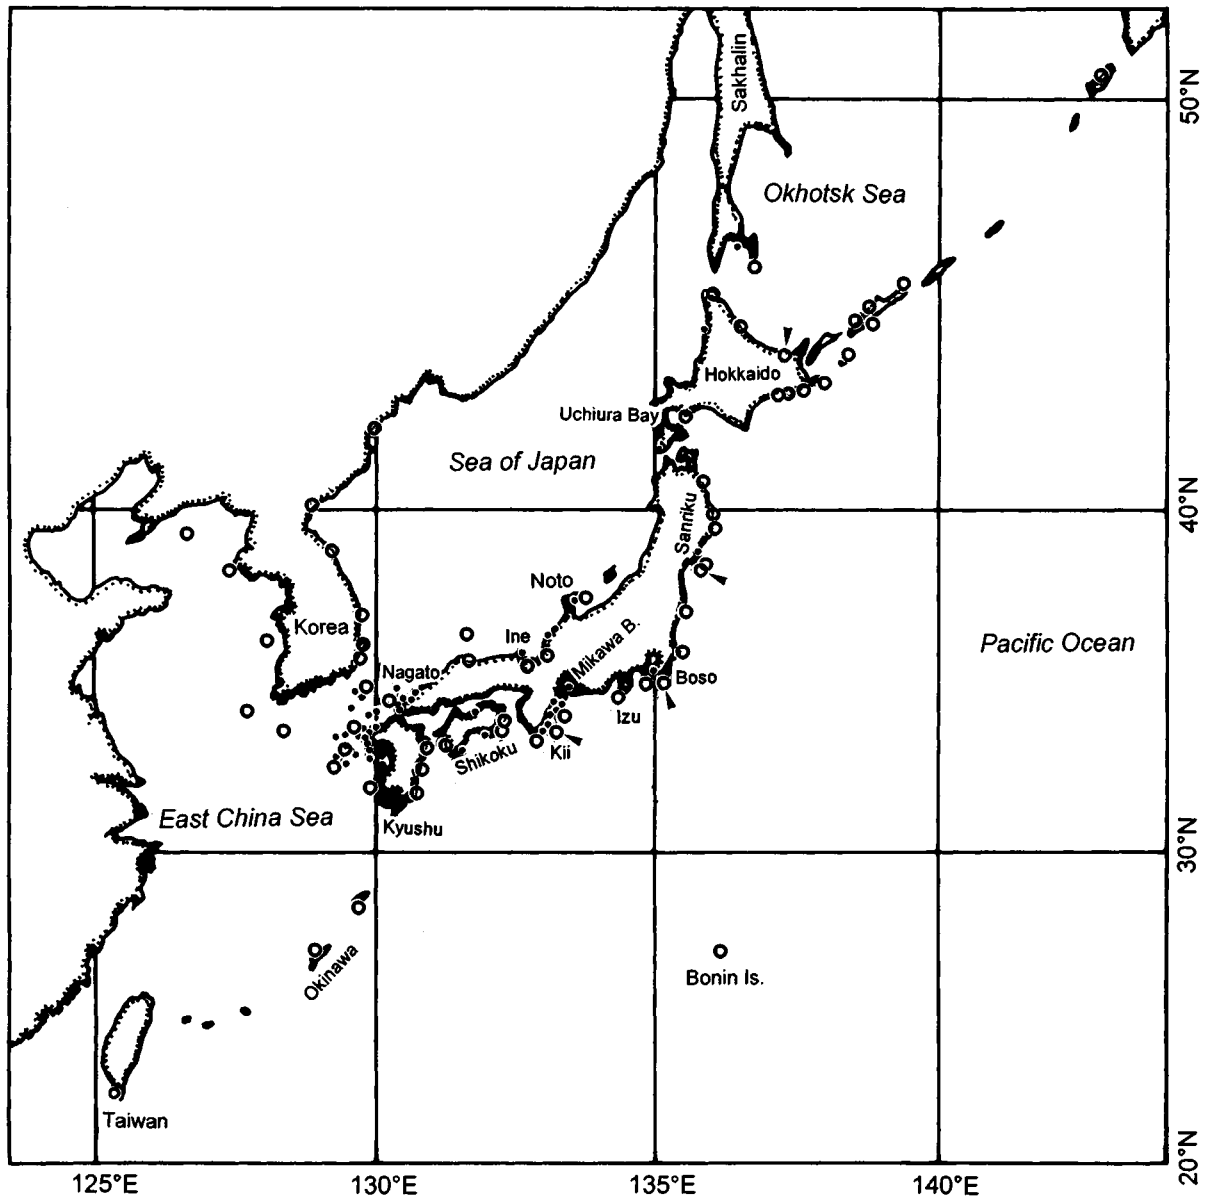 Sakhalin
50°N
Okhotsk Sea
Hokkaido
Uchiura Bay
Sea of Japan
40°N
Sanriku
Noto
Korea
Ine
Mikawa B.
Pacific Ocean
Nagato
Boso
Izu
Kii
Shikoku
East China Sea
Kyushu
30°N
Okinawa
Bonin Is.
Taiwan
20°N
125°E
130°E
135°E
140°E